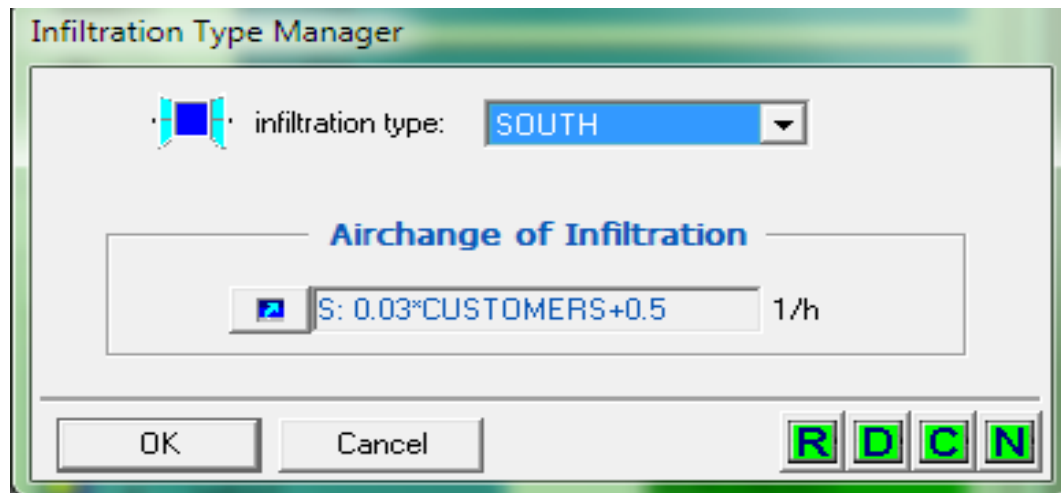 Infiltration Type Manager
infiltration type: SOUTH
Airchange of Infiltration
S: 0.03*CUSTOMERS+0.5 1/h
OK Cancel R D C N